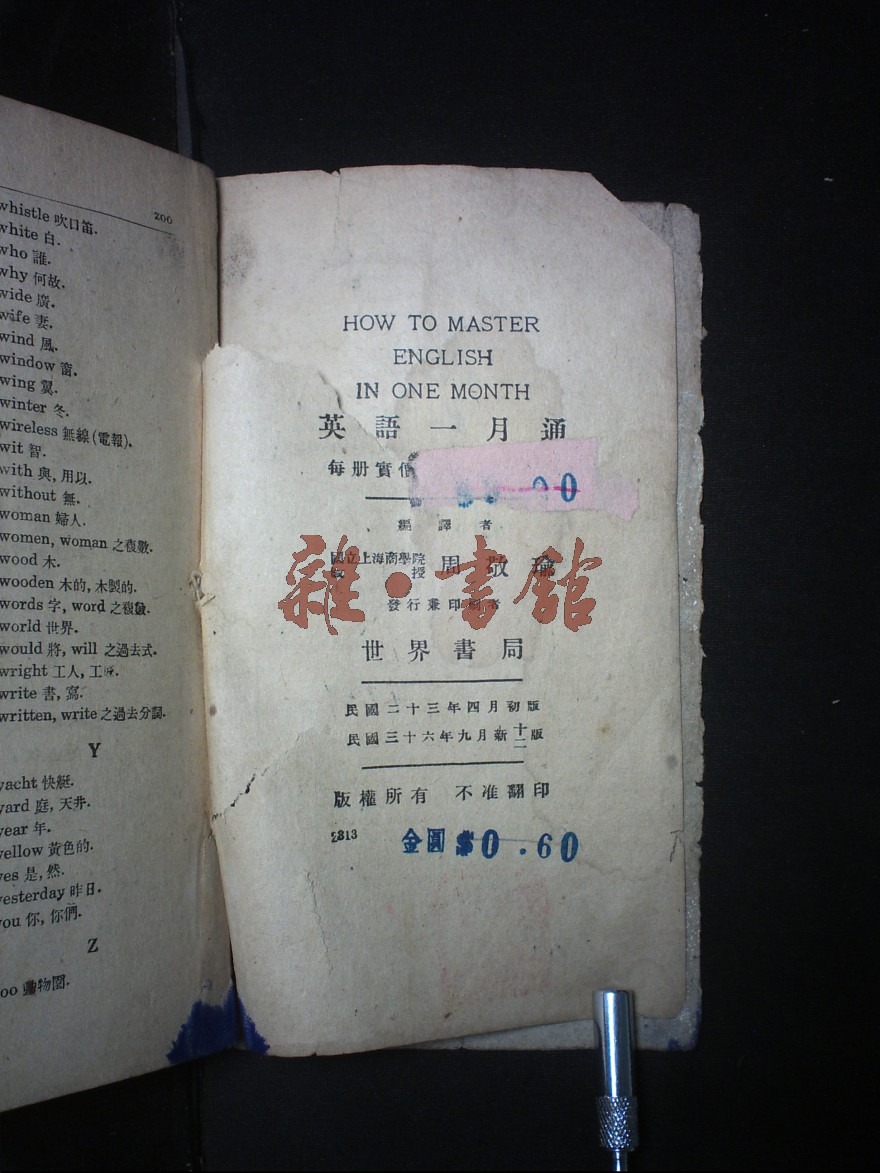 200
whistle 吹口笛.
white 白.
who 誰.
why 何故.
wide 廣.
wife 妻.
wind 風.
window 窗.
wing 翼.
winter 冬.
wireless 無線(電報).
wit 智.
with 與, 用以.
without 無.
woman 婦人.
women, woman 之複數.
wood 木.
wooden 木的, 木製的.
words 字, word 之複數.
world 世界.
would 將, will 之過去式.
wright 工人, 工
write 書, 寫.
written, write 之過去分詞.
Y
yacht 快艇.
yard 庭, 天井.
year 年.
yellow 黃色的.
yes 是, 然.
yesterday 昨日.
you 你, 你們.
Z
zoo 動物園.
HOW TO MASTER
ENGLISH
IN ONE MONTH
英語一月通
每册實價
編譯者
國立上海商學院教授 周敬瑜
發行兼印刷者
世界書局
民國二十三年四月初版
民國三十六年九月新十二版
版權所有 不准翻印
2813
金圓 $0.60
雜·書館